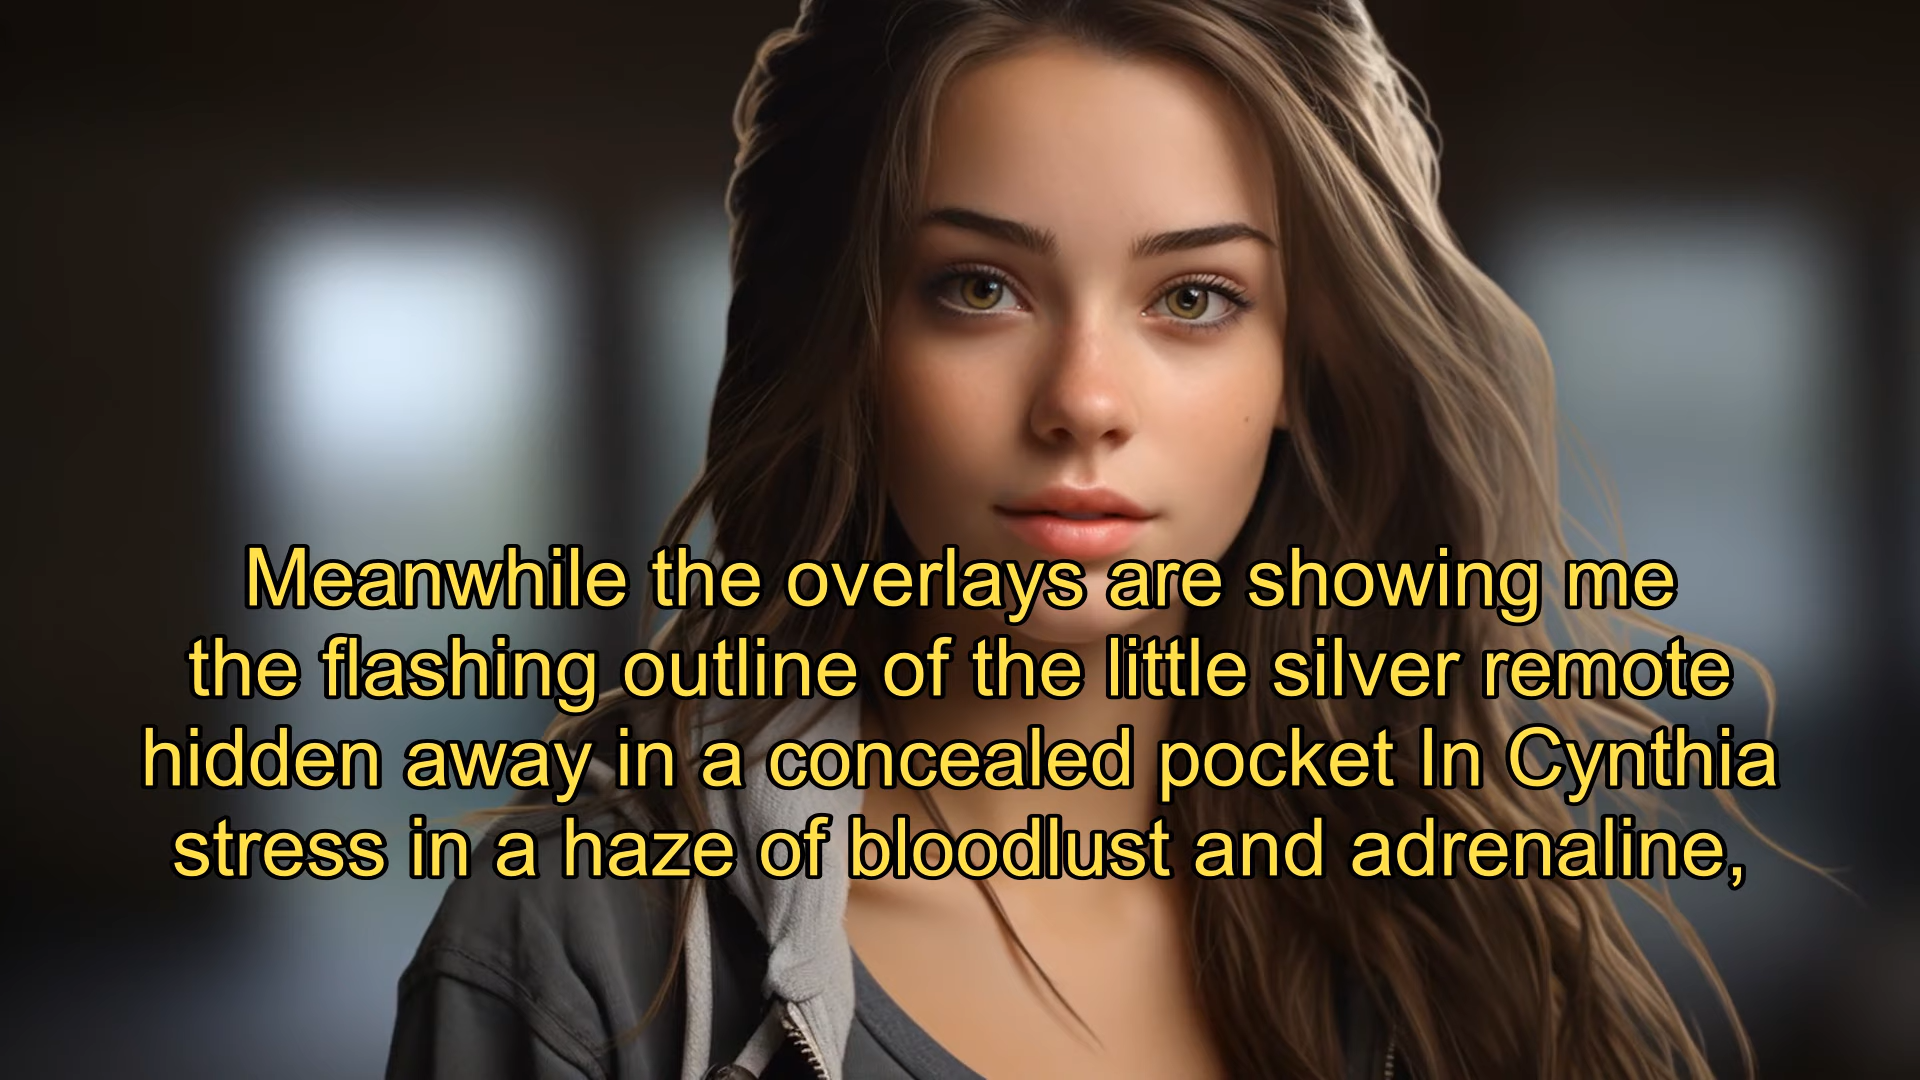 Meanwhile the overlays are showing me
the flashing outline of the little silver remote
hidden away in a concealed pocket In Cynthia
stress in a haze of bloodlust and adrenaline,